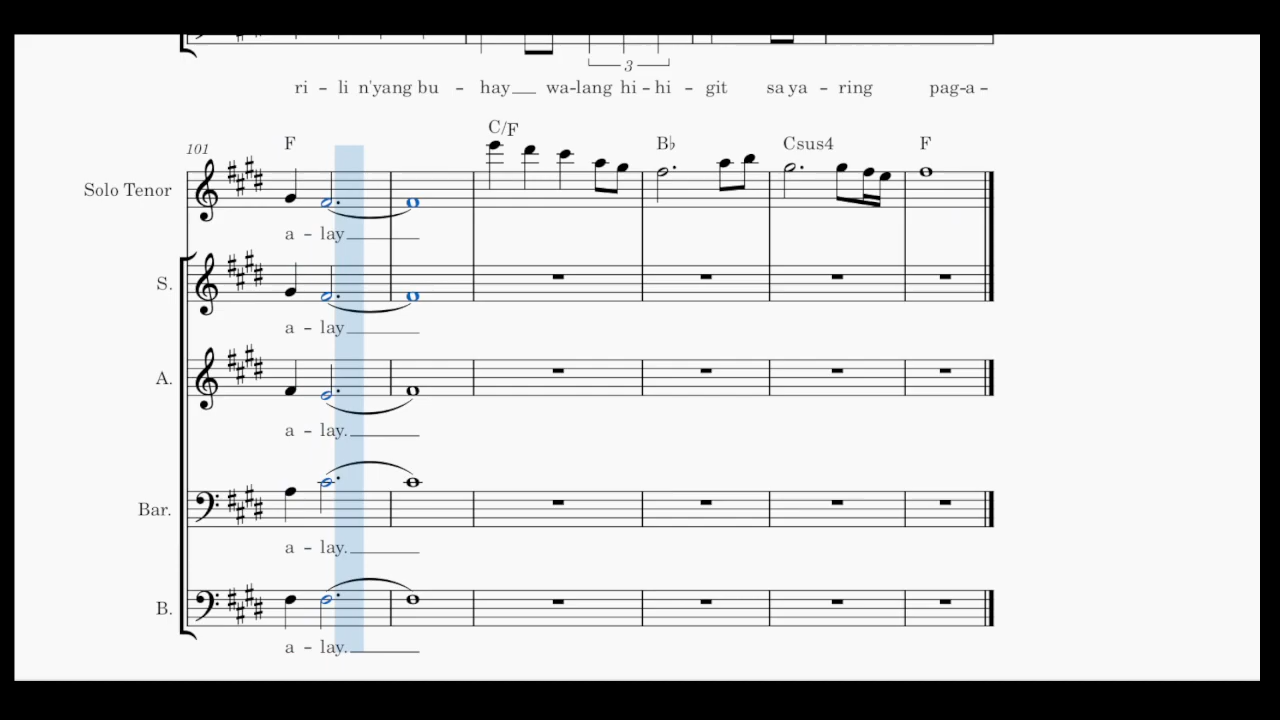 3
ri - li n'yang bu - hay__ wa-lang hi - hi - git sa ya - ring pag-a -
101 F C/F B♭ Csus4 F
Solo Tenor
a - lay
S.
a - lay
A.
a - lay.
Bar.
a - lay.
B.
a - lay.